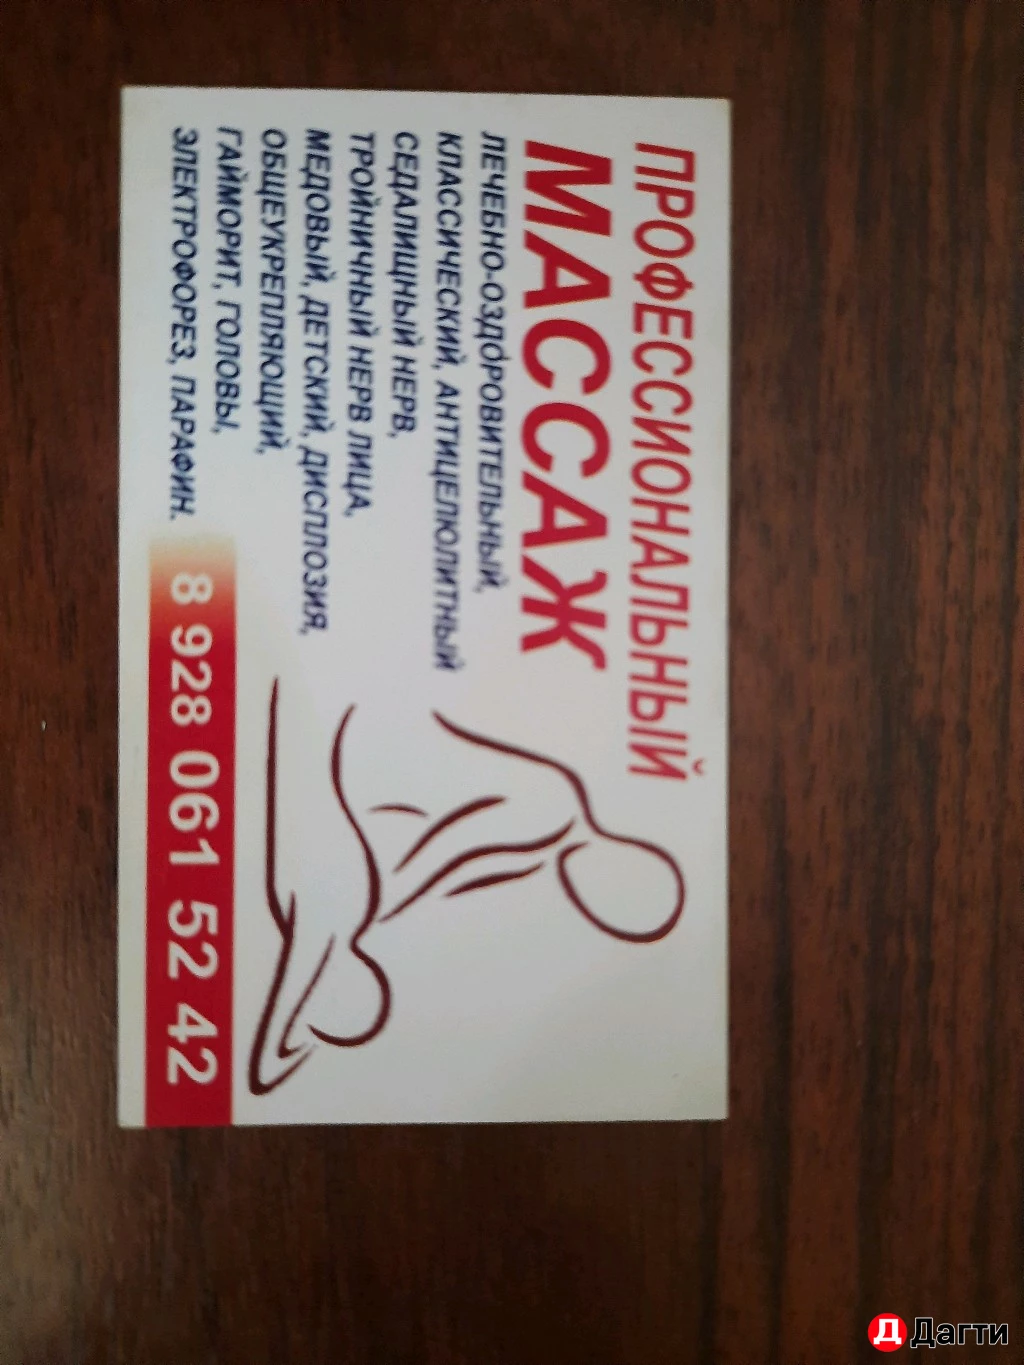 ПРОФЕССИОНАЛЬНЫЙ
МАССАЖ
ЛЕЧЕБНО-ОЗДОРОВИТЕЛЬНЫЙ,
КЛАССИЧЕСКИЙ, АНТИЦЕЛЮЛИТНЫЙ
СЕДАЛИЩНЫЙ НЕРВ,
ТРОЙНИЧНЫЙ НЕРВ ЛИЦА,
МЕДОВЫЙ, ДЕТСКИЙ, ДИСПЛОЗИЯ,
ОБЩЕУКРЕПЛЯЮЩИЙ,
ГАЙМОРИТ, ГОЛОВЫ,
ЭЛЕКТРОФОРЕЗ, ПАРАФИН.
8 928 061 52 42
Д Дагти